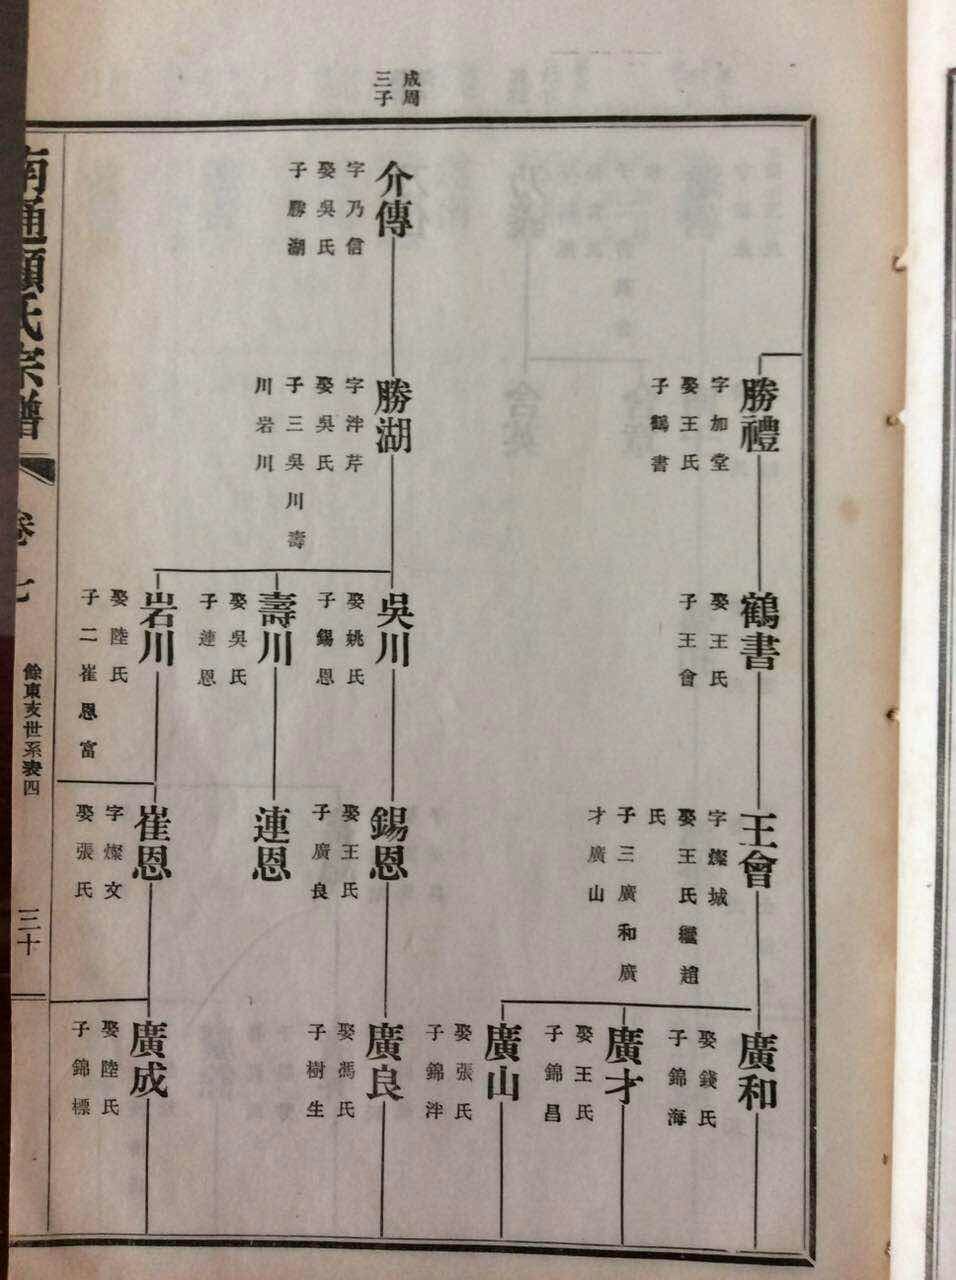 成周
三子
勝禮
字加堂
娶王氏
子鶴書
鶴書
娶王氏
子王會
王會
字燦城
娶王氏繼趙
氏
子三廣和廣
才廣山
廣和
娶錢氏
子錦海
廣才
娶王氏
子錦昌
廣山
娶張氏
子錦泮
介傳
字乃信
娶吳氏
子勝湖
勝湖
字泮芹
娶吳氏
子三吳川壽
川岩川
吳川
娶姚氏
子錫恩
錫恩
娶王氏
子廣良
廣良
娶馮氏
子樹生
壽川
娶吳氏
子連恩
連恩
岩川
娶陸氏
子二崔恩富
崔恩
字燦文
娶張氏
廣成
娶陸氏
子錦標
南通顧氏宗譜
卷七
餘東支世系表四
三十